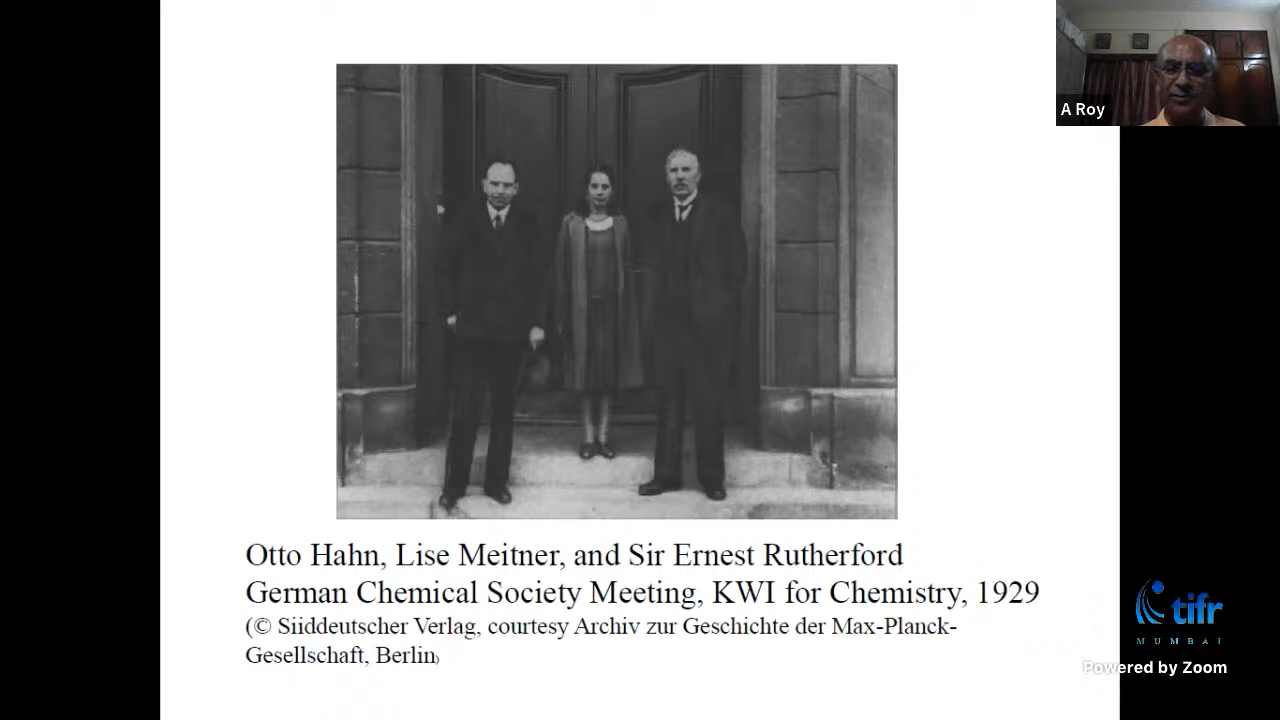 A Roy
Otto Hahn, Lise Meitner, and Sir Ernest Rutherford
German Chemical Society Meeting, KWI for Chemistry, 1929
(© Siiddeutscher Verlag, courtesy Archiv zur Geschichte der Max-Planck-
Gesellschaft, Berlin)
tifr
MUMBAI
Powered by Zoom